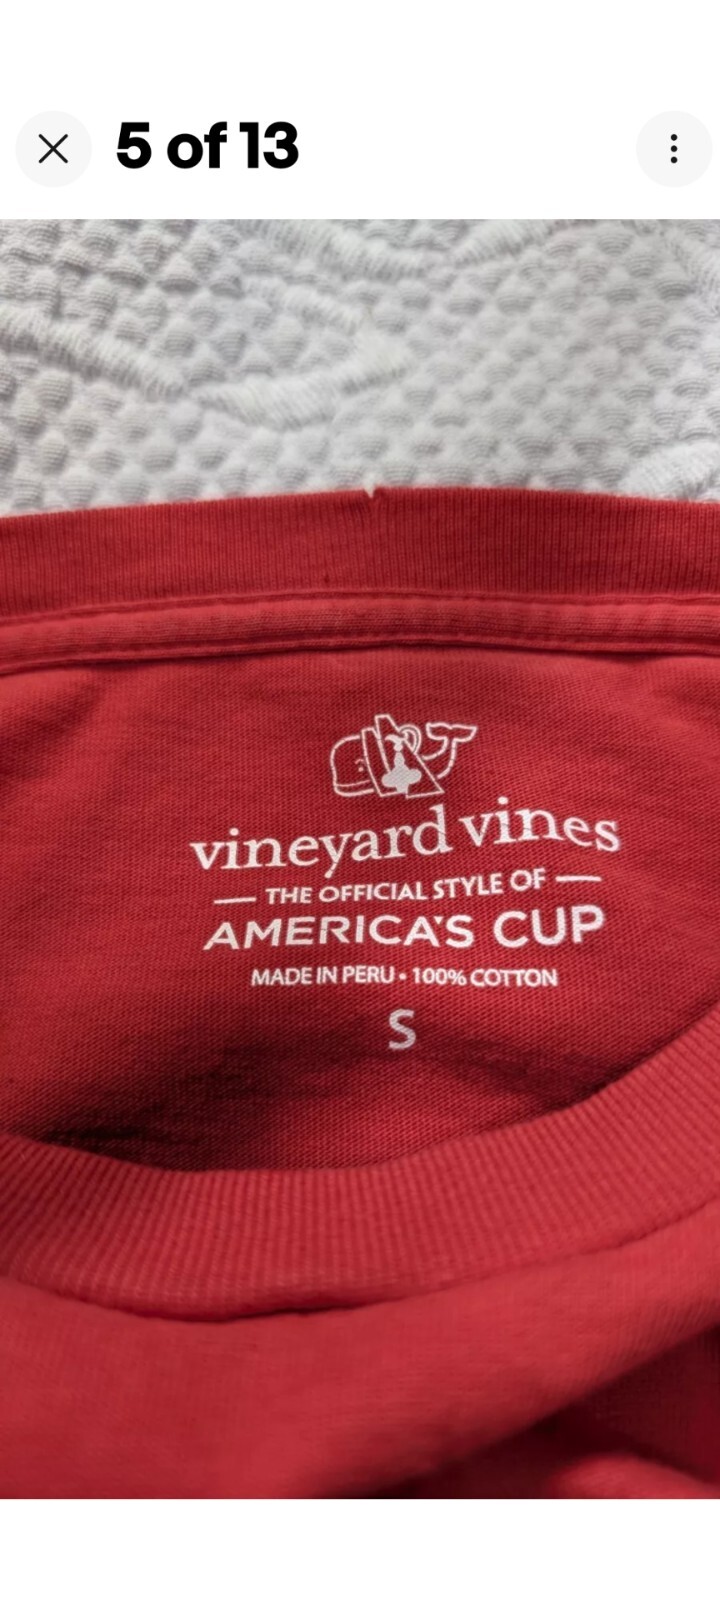 5 of 13
vineyard vines
THE OFFICIAL STYLE OF
AMERICA'S CUP
MADE IN PERU • 100% COTTON
S